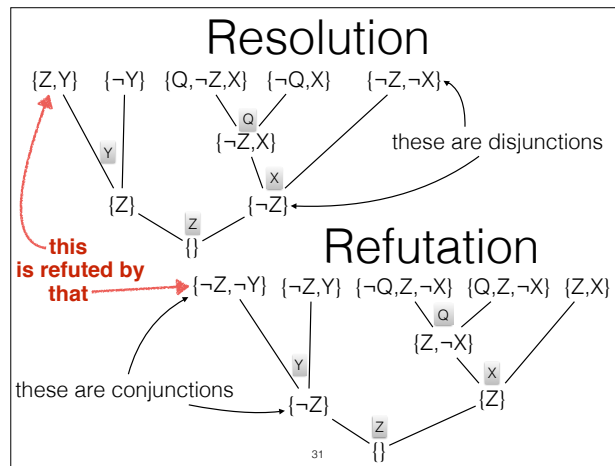 Resolution
{Z,Y} {¬Y} {Q,¬Z,X} {¬Q,X} {¬Z,¬X}
Q
{¬Z,X}
these are disjunctions
Y
X
{Z} {¬Z}
Z
{}
this
is refuted by
that
Refutation
{¬Z,¬Y} {¬Z,Y} {¬Q,Z,¬X} {Q,Z,¬X} {Z,X}
Q
{Z,¬X}
Y
X
these are conjunctions
{¬Z} {Z}
Z
{}
31